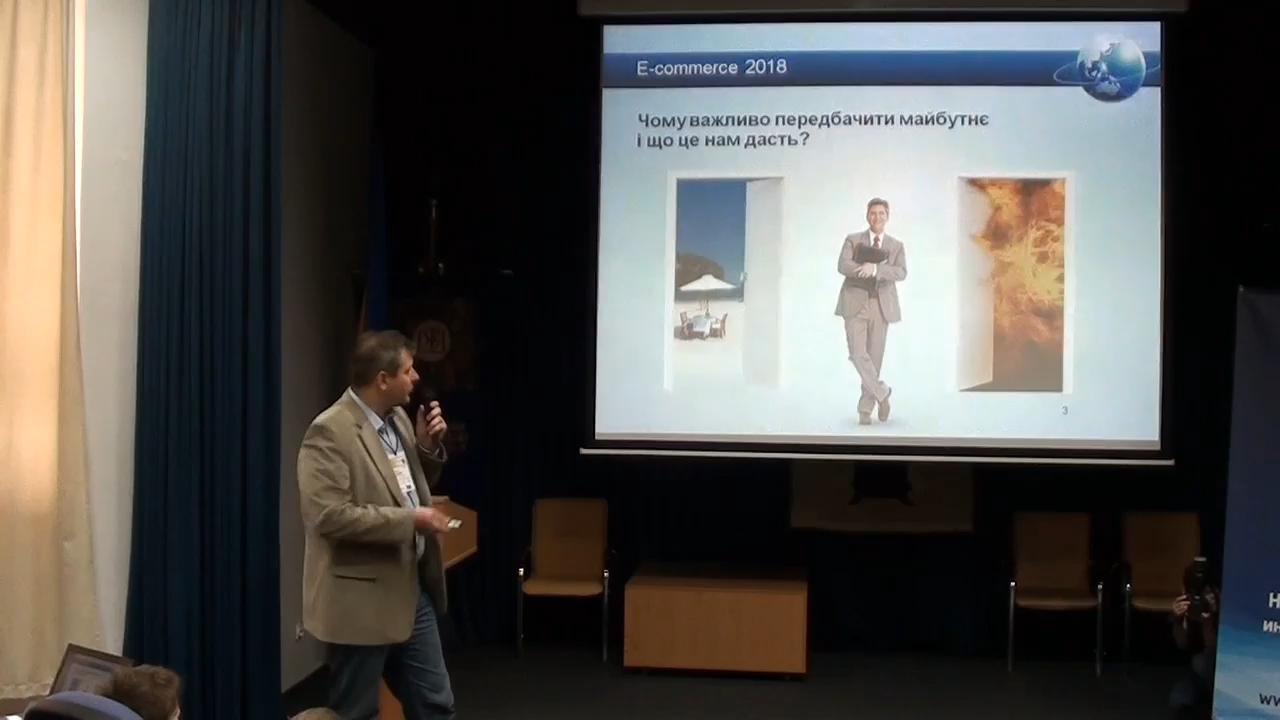 E-commerce 2018
Чому важливо передбачити майбутнє
і що це нам дасть?
3